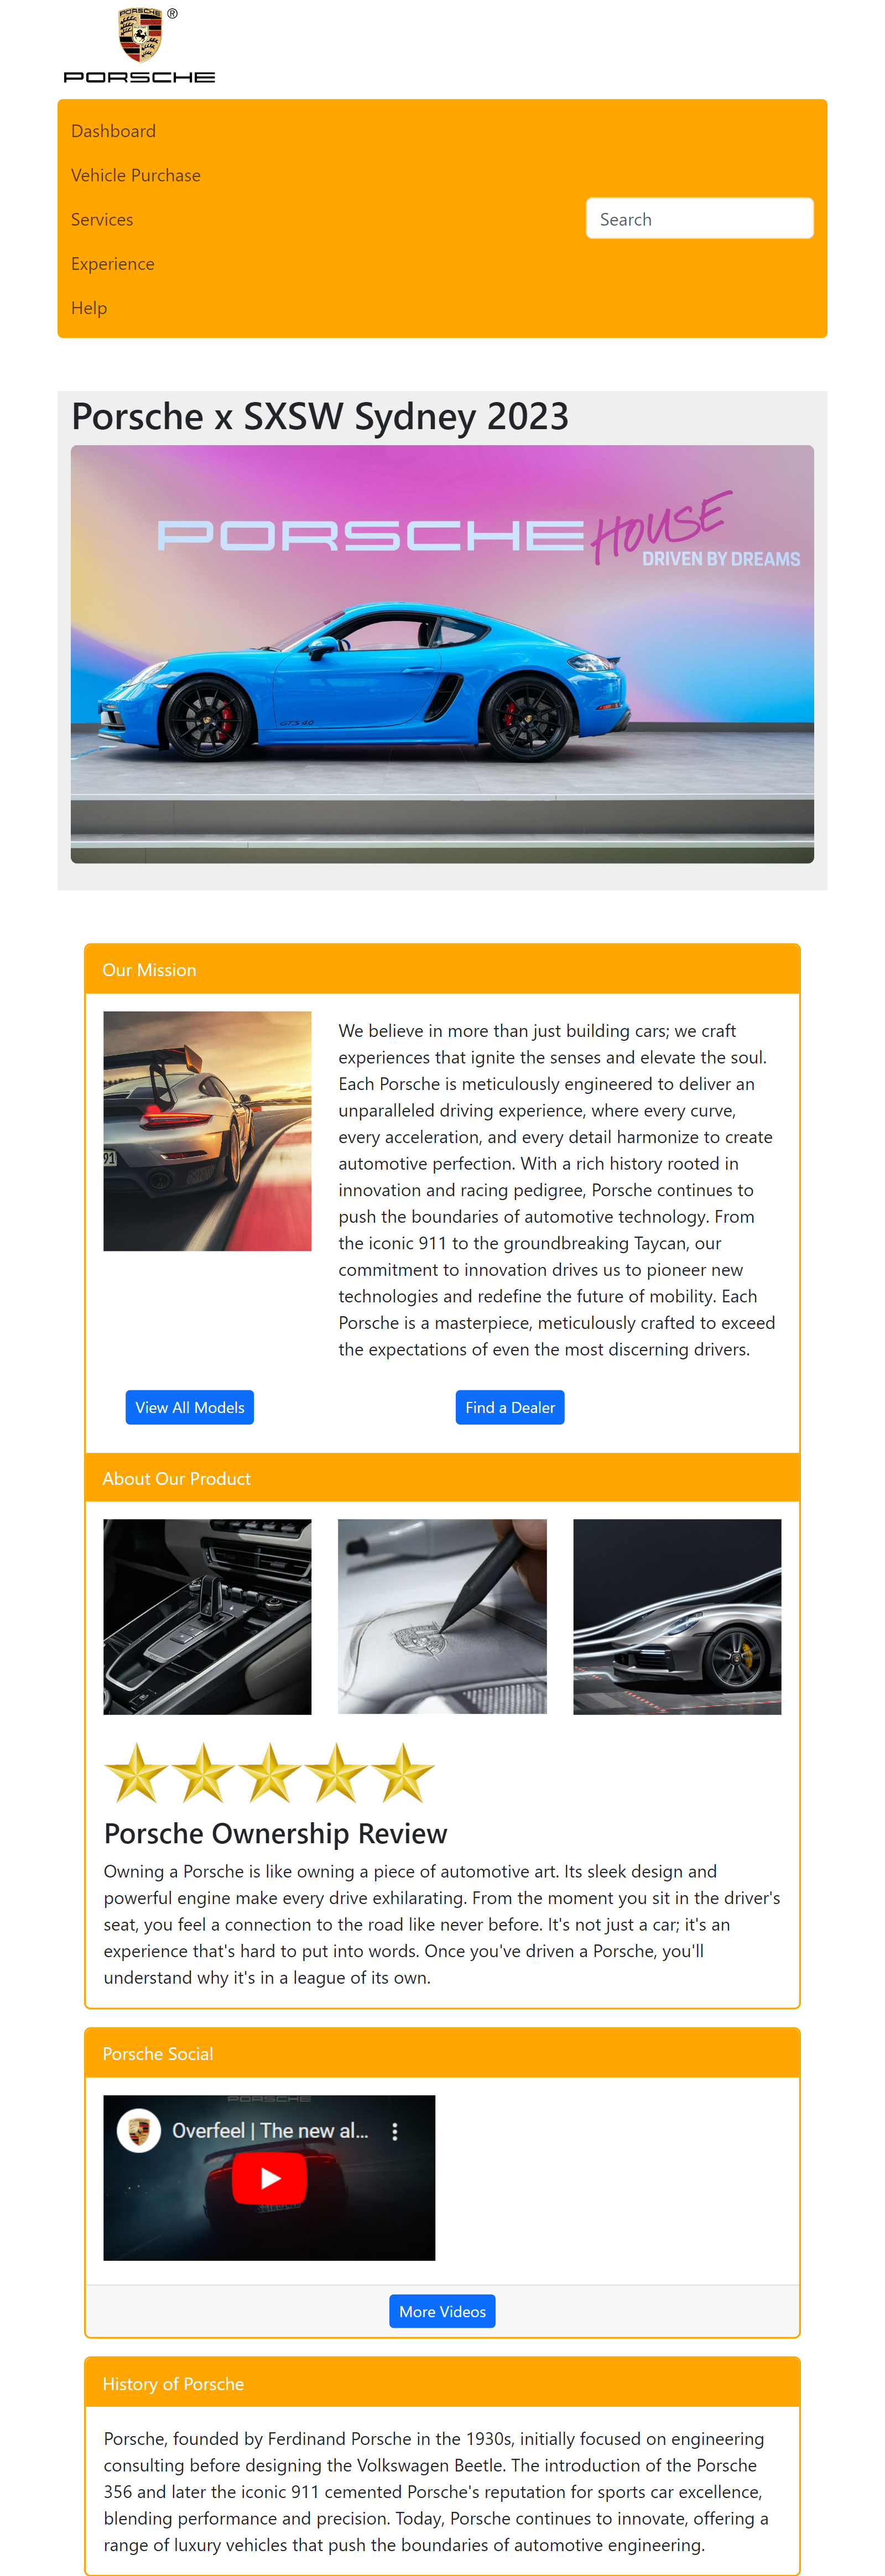 ®
PORSCHE
Dashboard
Vehicle Purchase
Services
Search
Experience
Help
Porsche x SXSW Sydney 2023
PORSCHE HOUSE
DRIVEN BY DREAMS
GTS 4.0
Our Mission
91
We believe in more than just building cars; we craft
experiences that ignite the senses and elevate the soul.
Each Porsche is meticulously engineered to deliver an
unparalleled driving experience, where every curve,
every acceleration, and every detail harmonize to create
automotive perfection. With a rich history rooted in
innovation and racing pedigree, Porsche continues to
push the boundaries of automotive technology. From
the iconic 911 to the groundbreaking Taycan, our
commitment to innovation drives us to pioneer new
technologies and redefine the future of mobility. Each
Porsche is a masterpiece, meticulously crafted to exceed
the expectations of even the most discerning drivers.
View All Models
Find a Dealer
About Our Product
Porsche Ownership Review
Owning a Porsche is like owning a piece of automotive art. Its sleek design and
powerful engine make every drive exhilarating. From the moment you sit in the driver's
seat, you feel a connection to the road like never before. It's not just a car; it's an
experience that's hard to put into words. Once you've driven a Porsche, you'll
understand why it's in a league of its own.
Porsche Social
PORSCHE
Overfeel | The new al...
More Videos
History of Porsche
Porsche, founded by Ferdinand Porsche in the 1930s, initially focused on engineering
consulting before designing the Volkswagen Beetle. The introduction of the Porsche
356 and later the iconic 911 cemented Porsche's reputation for sports car excellence,
blending performance and precision. Today, Porsche continues to innovate, offering a
range of luxury vehicles that push the boundaries of automotive engineering.